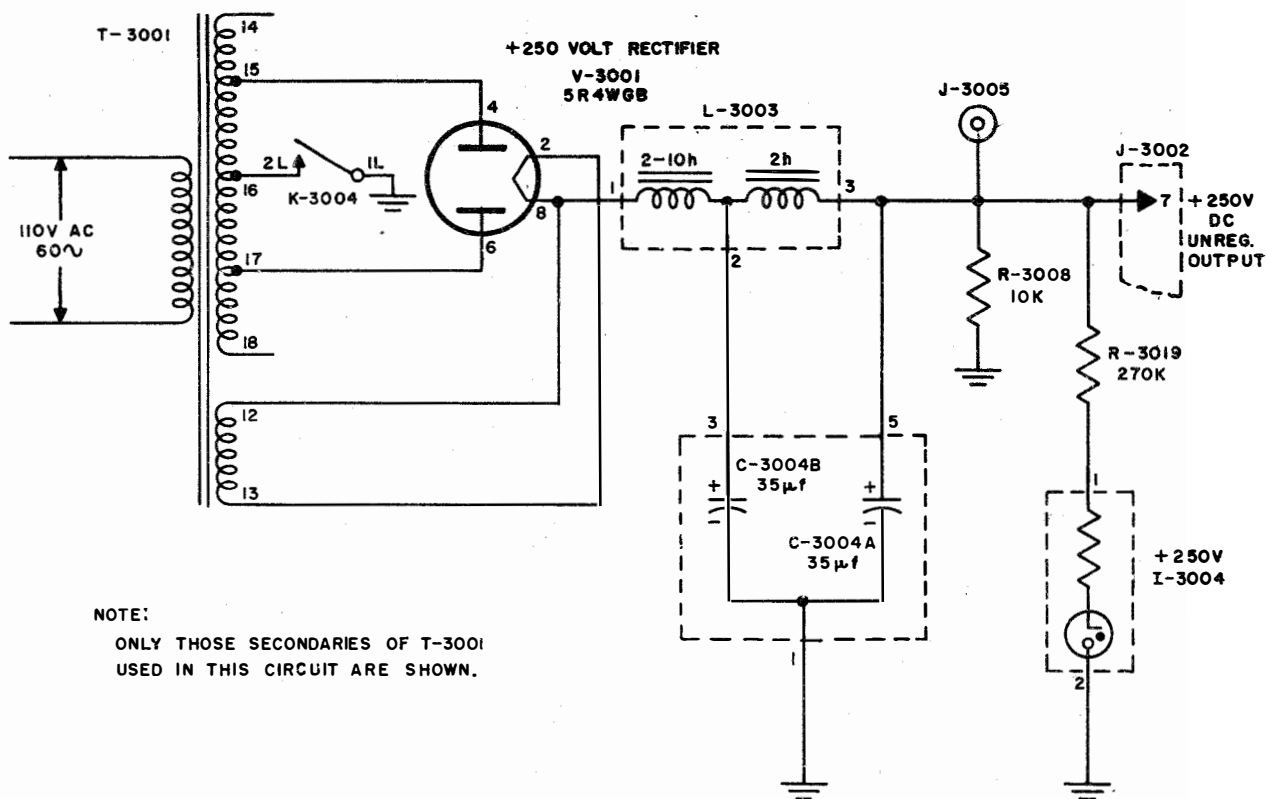 T-3001
14
15
2L
16
1L
K-3004
17
18
12
13
110V AC
60~
+250 VOLT RECTIFIER
V-3001
5R4WGB
4
2
8
6
L-3003
1
2-10h
2h
3
2
J-3005
J-3002
7
+250V
DC
UNREG.
OUTPUT
R-3008
10K
R-3019
270K
3
5
C-3004B
35µf
+
-
+
-
C-3004A
35µf
1
1
+250V
I-3004
2
NOTE:
ONLY THOSE SECONDARIES OF T-3001
USED IN THIS CIRCUIT ARE SHOWN.